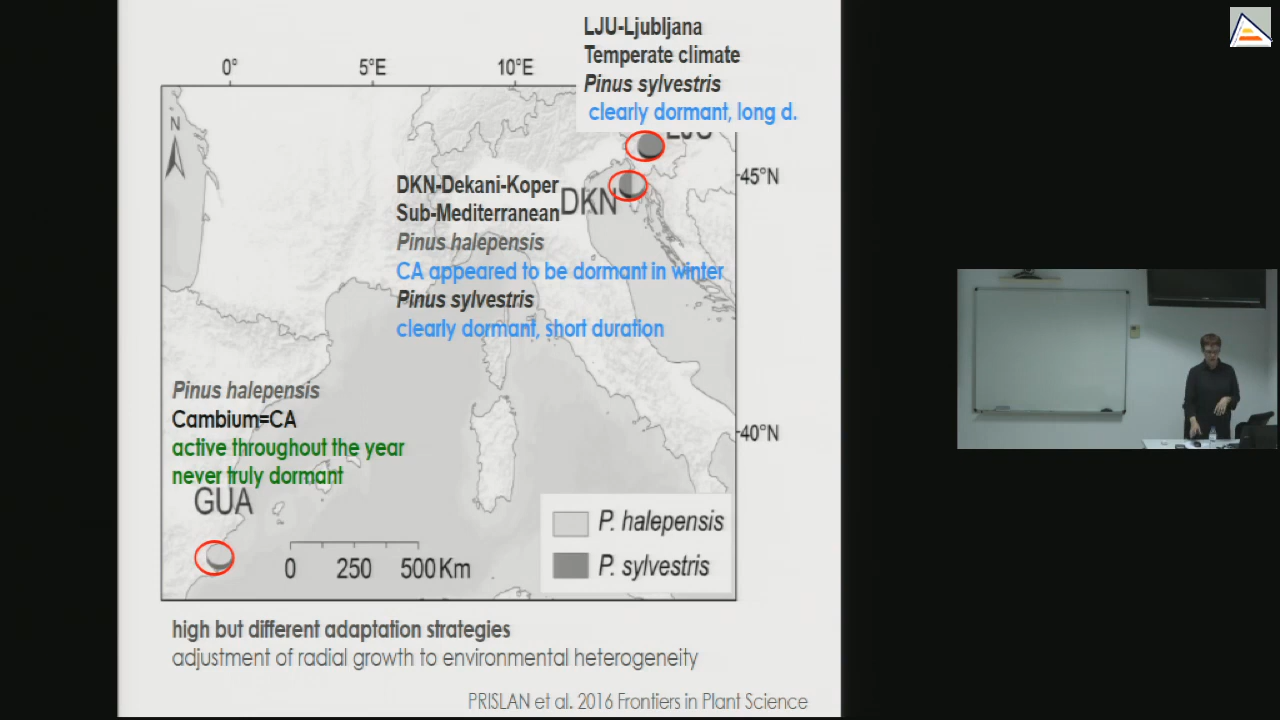 LJU-Ljubljana
Temperate climate
Pinus sylvestris
clearly dormant, long d.
0° 5°E 10°E
N
LJU
45°N
DKN-Dekani-Koper
Sub-Mediterranean
DKN
Pinus halepensis
CA appeared to be dormant in winter
Pinus sylvestris
clearly dormant, short duration
Pinus halepensis
Cambium=CA
active throughout the year
never truly dormant
40°N
GUA
0 250 500 Km
P. halepensis
P. sylvestris
high but different adaptation strategies
adjustment of radial growth to environmental heterogeneity
PRISLAN et al. 2016 Frontiers in Plant Science